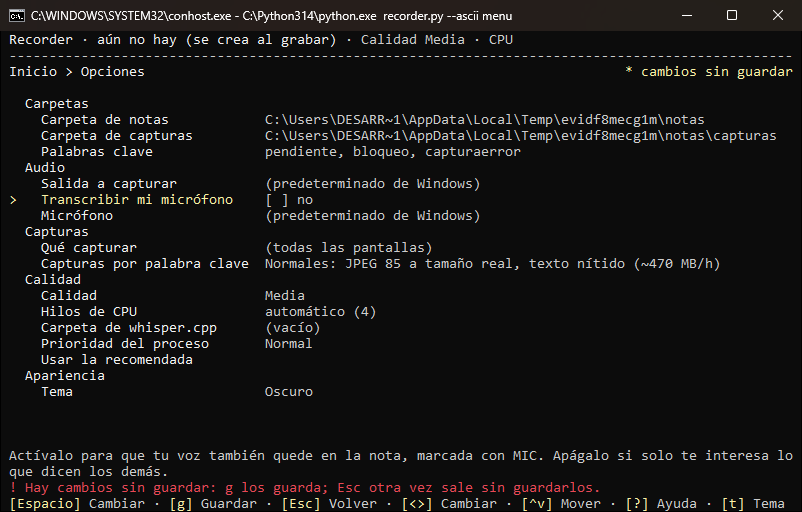 C:\WINDOWS\SYSTEM32\conhost.exe - C:\Python314\python.exe recorder.py --ascii menu
Recorder · aún no hay (se crea al grabar) · Calidad Media · CPU
--------------------------------------------------------------------------------------------------
Inicio > Opciones * cambios sin guardar
Carpetas
Carpeta de notas C:\Users\DESARR~1\AppData\Local\Temp\evidf8mecg1m\notas
Carpeta de capturas C:\Users\DESARR~1\AppData\Local\Temp\evidf8mecg1m\notas\capturas
Palabras clave pendiente, bloqueo, capturaerror
Audio
Salida a capturar (predeterminado de Windows)
> Transcribir mi micrófono [ ] no
Micrófono (predeterminado de Windows)
Capturas
Qué capturar (todas las pantallas)
Capturas por palabra clave Normales: JPEG 85 a tamaño real, texto nítido (~470 MB/h)
Calidad
Calidad Media
Hilos de CPU automático (4)
Carpeta de whisper.cpp (vacío)
Prioridad del proceso Normal
Usar la recomendada
Apariencia
Tema Oscuro
Actívalo para que tu voz también quede en la nota, marcada con MIC. Apágalo si solo te interesa lo
que dicen los demás.
! Hay cambios sin guardar: g los guarda; Esc otra vez sale sin guardarlos.
[Espacio] Cambiar · [g] Guardar · [Esc] Volver · [<>] Cambiar · [^v] Mover · [?] Ayuda · [t] Tema